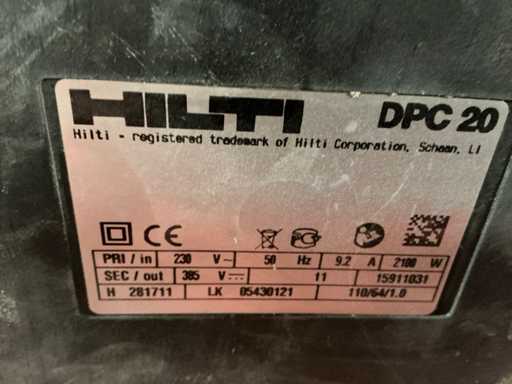 HILTI DPC 20
Hilti - registered trademark of Hilti Corporation, Schaan, LI
CE
PRI / in 230 V~ 50 Hz 9.2 A 2100 W
SEC / out 385 V⎓ 11 15911031
H 281711 LK 05430121 110/64/1.0